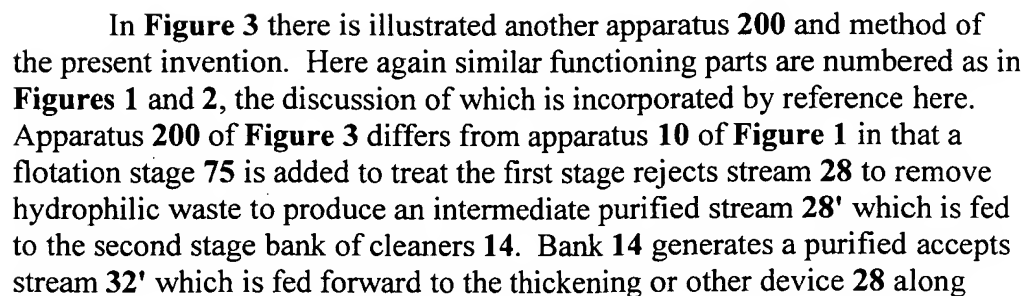 In Figure 3 there is illustrated another apparatus 200 and method of
the present invention. Here again similar functioning parts are numbered as in
Figures 1 and 2, the discussion of which is incorporated by reference here.
Apparatus 200 of Figure 3 differs from apparatus 10 of Figure 1 in that a
flotation stage 75 is added to treat the first stage rejects stream 28 to remove
hydrophilic waste to produce an intermediate purified stream 28' which is fed
to the second stage bank of cleaners 14. Bank 14 generates a purified accepts
stream 32' which is fed forward to the thickening or other device 28 along